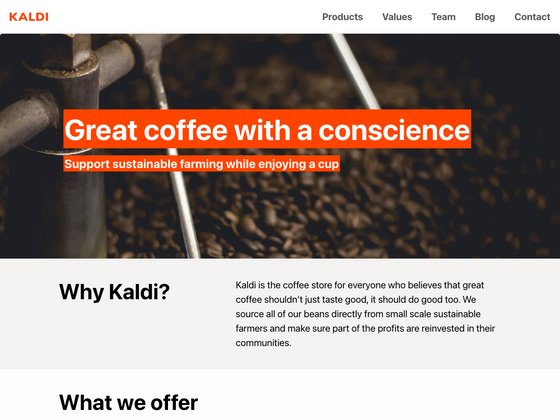 KALDI
Products Values Team Blog Contact
Great coffee with a conscience
Support sustainable farming while enjoying a cup
Why Kaldi?
Kaldi is the coffee store for everyone who believes that great
coffee shouldn't just taste good, it should do good too. We
source all of our beans directly from small scale sustainable
farmers and make sure part of the profits are reinvested in their
communities.
What we offer